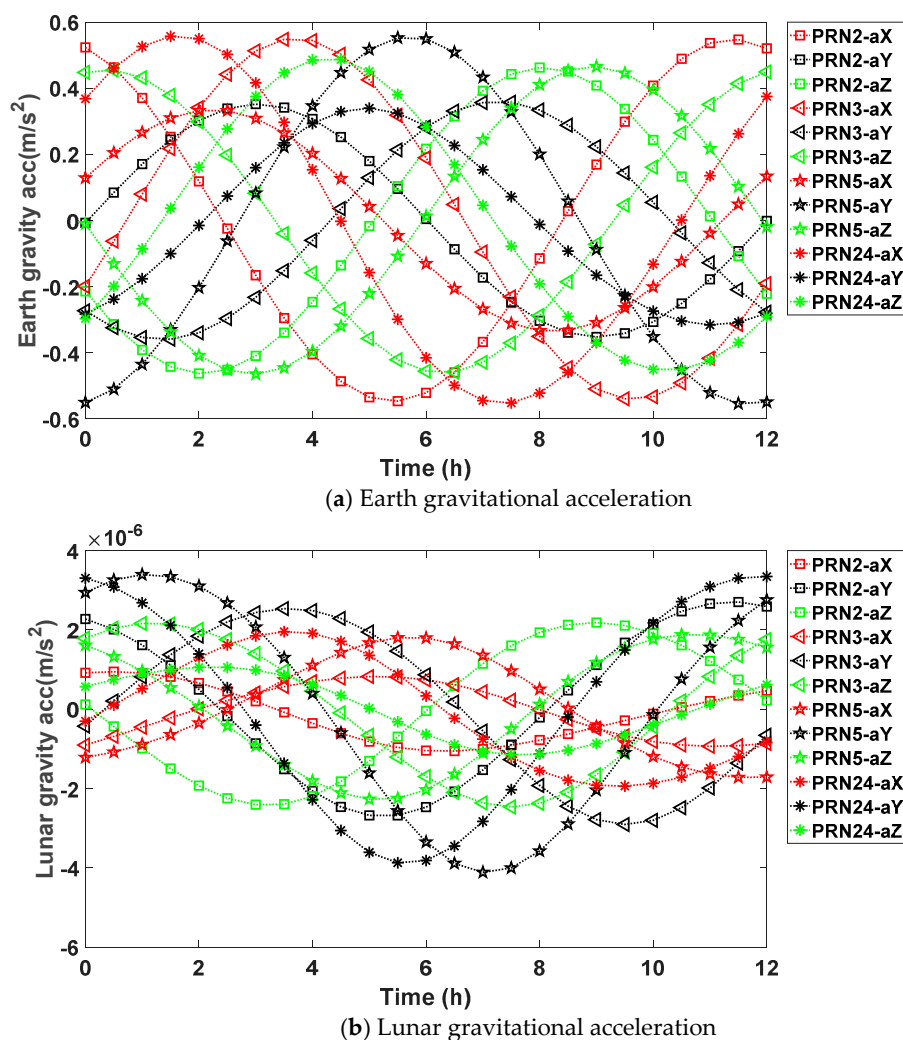 0.6
0.4
0.2
0
-0.2
-0.4
-0.6
Earth gravity acc(m/s²)
0 2 4 6 8 10 12
Time (h)
PRN2-aX
PRN2-aY
PRN2-aZ
PRN3-aX
PRN3-aY
PRN3-aZ
PRN5-aX
PRN5-aY
PRN5-aZ
PRN24-aX
PRN24-aY
PRN24-aZ
(a) Earth gravitational acceleration
×10⁻⁶
4
2
0
-2
-4
-6
Lunar gravity acc(m/s²)
0 2 4 6 8 10 12
Time (h)
PRN2-aX
PRN2-aY
PRN2-aZ
PRN3-aX
PRN3-aY
PRN3-aZ
PRN5-aX
PRN5-aY
PRN5-aZ
PRN24-aX
PRN24-aY
PRN24-aZ
(b) Lunar gravitational acceleration